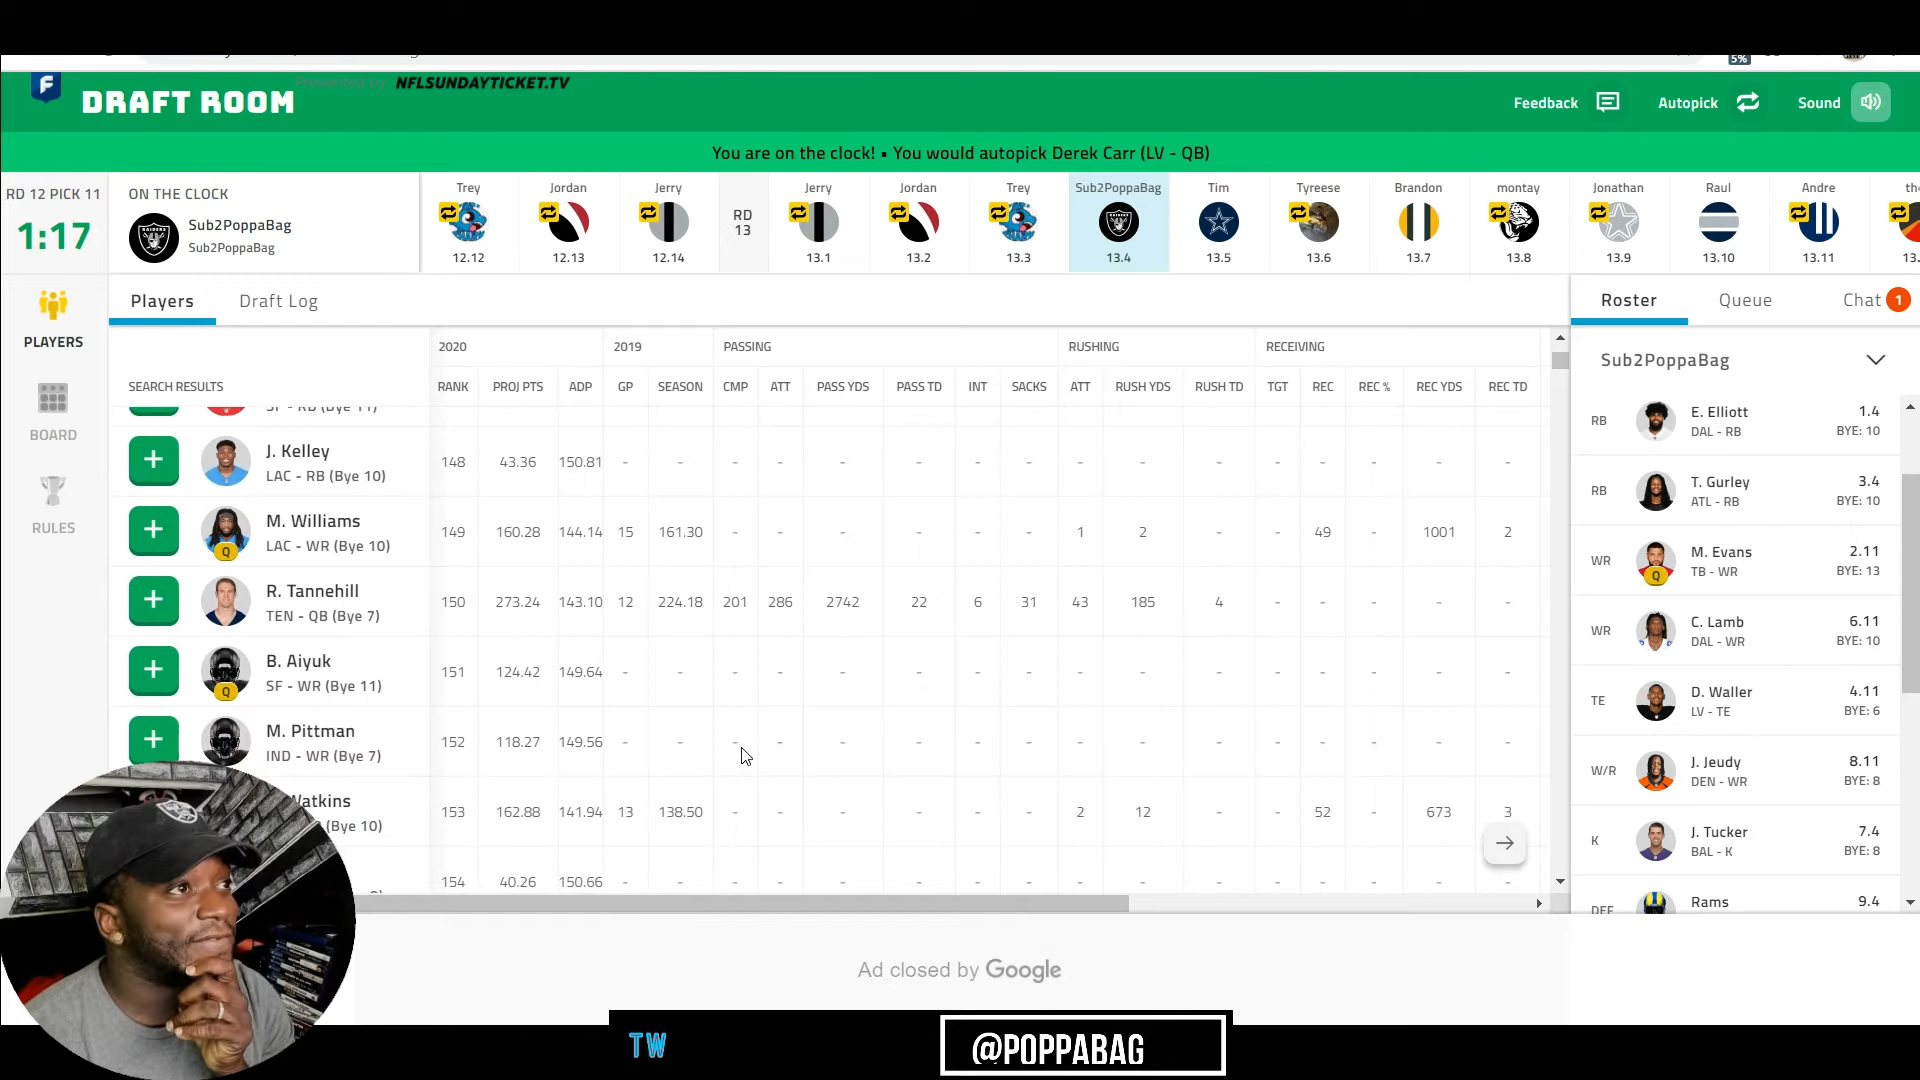 5%
F
DRAFT ROOM
Presented by NFLSUNDAYTICKET.TV
Feedback
Autopick
Sound
You are on the clock! • You would autopick Derek Carr (LV - QB)
RD 12 PICK 11
1:17
ON THE CLOCK
Sub2PoppaBag
Sub2PoppaBag
Trey 12.12
Jordan 12.13
Jerry 12.14
RD 13
Jerry 13.1
Jordan 13.2
Trey 13.3
Sub2PoppaBag 13.4
Tim 13.5
Tyreese 13.6
Brandon 13.7
montay 13.8
Jonathan 13.9
Raul 13.10
Andre 13.11
PLAYERS
BOARD
RULES
Players Draft Log
2020 2019 PASSING RUSHING RECEIVING
SEARCH RESULTS RANK PROJ PTS ADP GP SEASON CMP ATT PASS YDS PASS TD INT SACKS ATT RUSH YDS RUSH TD TGT REC REC % REC YDS REC TD
SF - RB (Bye 11)
J. Kelley
LAC - RB (Bye 10)
148 43.36 150.81 - - - - - - - - - - - - - - - -
M. Williams
Q
LAC - WR (Bye 10)
149 160.28 144.14 15 161.30 - - - - - - 1 2 - - 49 - 1001 2
R. Tannehill
TEN - QB (Bye 7)
150 273.24 143.10 12 224.18 201 286 2742 22 6 31 43 185 4 - - - - -
B. Aiyuk
Q
SF - WR (Bye 11)
151 124.42 149.64 - - - - - - - - - - - - - - - -
M. Pittman
IND - WR (Bye 7)
152 118.27 149.56 - - - - - - - - - - - - - - - -
Watkins
(Bye 10)
153 162.88 141.94 13 138.50 - - - - - - 2 12 - - 52 - 673 3
154 40.26 150.66 - - - - - - - - - - - - - - - -
Roster Queue Chat 1
Sub2PoppaBag
RB E. Elliott 1.4
DAL - RB BYE: 10
RB T. Gurley 3.4
ATL - RB BYE: 10
WR M. Evans 2.11
Q
TB - WR BYE: 13
WR C. Lamb 6.11
DAL - WR BYE: 10
TE D. Waller 4.11
LV - TE BYE: 6
W/R J. Jeudy 8.11
DEN - WR BYE: 8
K J. Tucker 7.4
BAL - K BYE: 8
DEF Rams 9.4
Ad closed by Google
TW
@POPPABAG